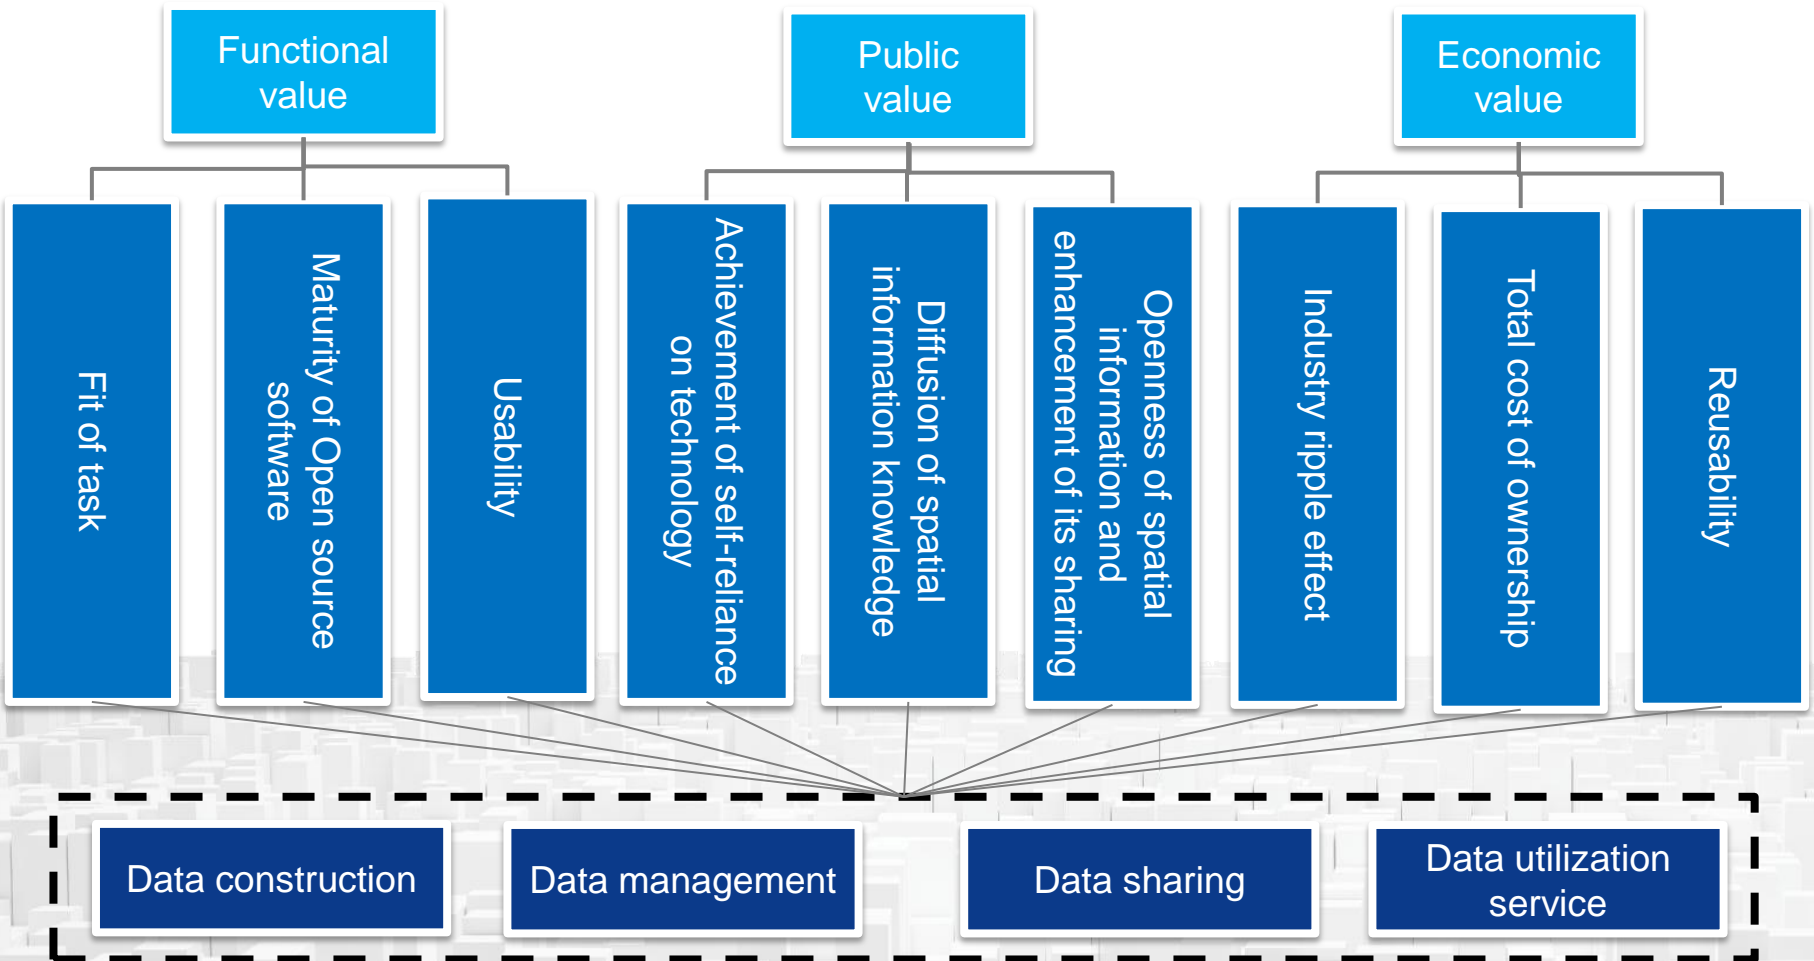 Functional
value
Public
value
Economic
value
Fit of task
Maturity of Open source
software
Usability
Achievement of self-reliance
on technology
Diffusion of spatial
information knowledge
Openness of spatial
information and
enhancement of its sharing
Industry ripple effect
Total cost of ownership
Reusability
Data construction
Data management
Data sharing
Data utilization
service